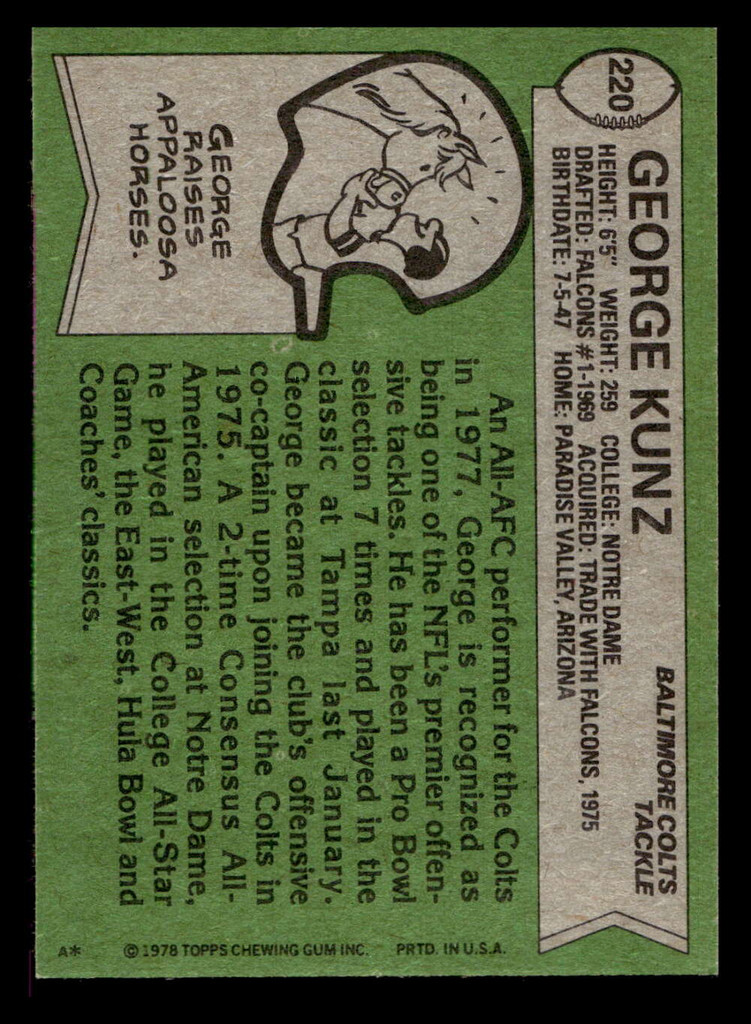 220
GEORGE KUNZ
BALTIMORE COLTS
TACKLE
HEIGHT: 6'5" WEIGHT: 259 COLLEGE: NOTRE DAME
DRAFTED: FALCONS #1-1969 ACQUIRED: TRADE WITH FALCONS, 1975
BIRTHDATE: 7-5-47 HOME: PARADISE VALLEY, ARIZONA
GEORGE
RAISES
APPALOOSA
HORSES.
An All-AFC performer for the Colts
in 1977, George is recognized as
being one of the NFL's premier offen-
sive tackles. He has been a Pro Bowl
selection 7 times and played in the
classic at Tampa last January.
George became the club's offensive
co-captain upon joining the Colts in
1975. A 2-time Consensus All-
American selection at Notre Dame,
he played in the College All-Star
Game, the East-West, Hula Bowl and
Coaches' classics.
A* © 1978 TOPPS CHEWING GUM INC. PRTD. IN U.S.A.